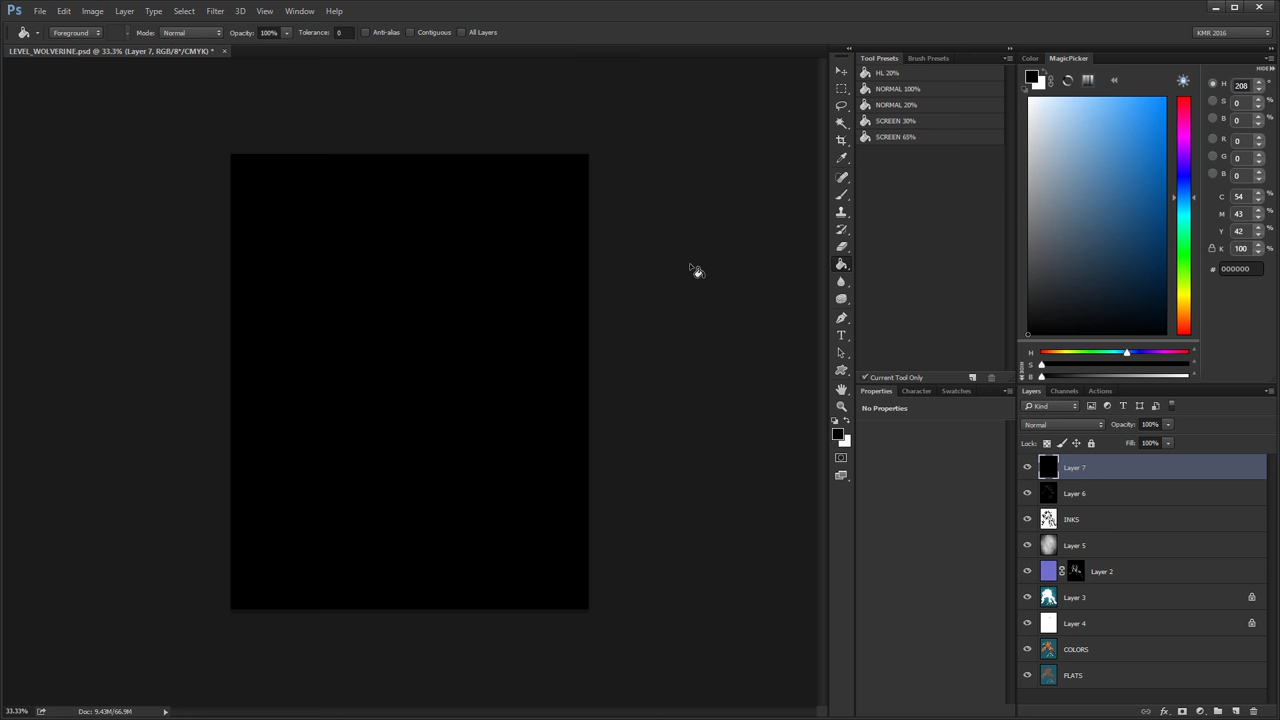 Ps File Edit Image Layer Type Select Filter 3D View Window Help
Foreground Mode: Normal Opacity: 100% Tolerance: 0 Anti-alias Contiguous All Layers KMR 2016
LEVEL_WOLVERINE.psd @ 33.3% (Layer 7, RGB/8*/CMYK) * ×
Tool Presets Brush Presets
HL 20%
NORMAL 100%
NORMAL 20%
SCREEN 30%
SCREEN 65%
Current Tool Only
Color MagicPicker
HIDE
H 208 °
S 0 %
B 0 %
R 0
G 0
B 0
C 54 %
M 43 %
Y 42 %
K 100 %
# 000000
H
S
B
Properties Character Swatches
No Properties
Layers Channels Actions
Kind
Normal Opacity: 100%
Lock: Fill: 100%
Layer 7
Layer 6
INKS
Layer 5
Layer 2
Layer 3
Layer 4
COLORS
FLATS
33.33% Doc: 9.43M/66.9M